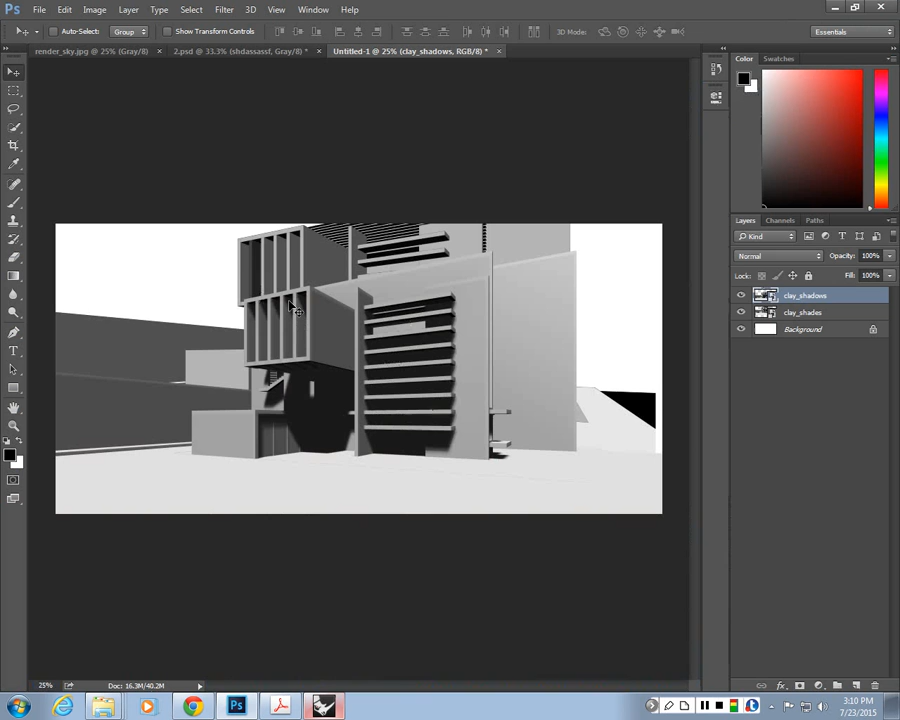 Ps File Edit Image Layer Type Select Filter 3D View Window Help
Auto-Select: Group Show Transform Controls 3D Mode: Essentials
render_sky.jpg @ 25% (Gray/8) × 2.psd @ 33.3% (shdassassf, Gray/8) * × Untitled-1 @ 25% (clay_shadows, RGB/8) * ×
Color Swatches
Layers Channels Paths
Kind
Normal Opacity: 100%
Lock: Fill: 100%
clay_shadows
clay_shades
Background
25% Doc: 16.3M/40.2M
fx
Ps 3:10 PM
7/23/2015